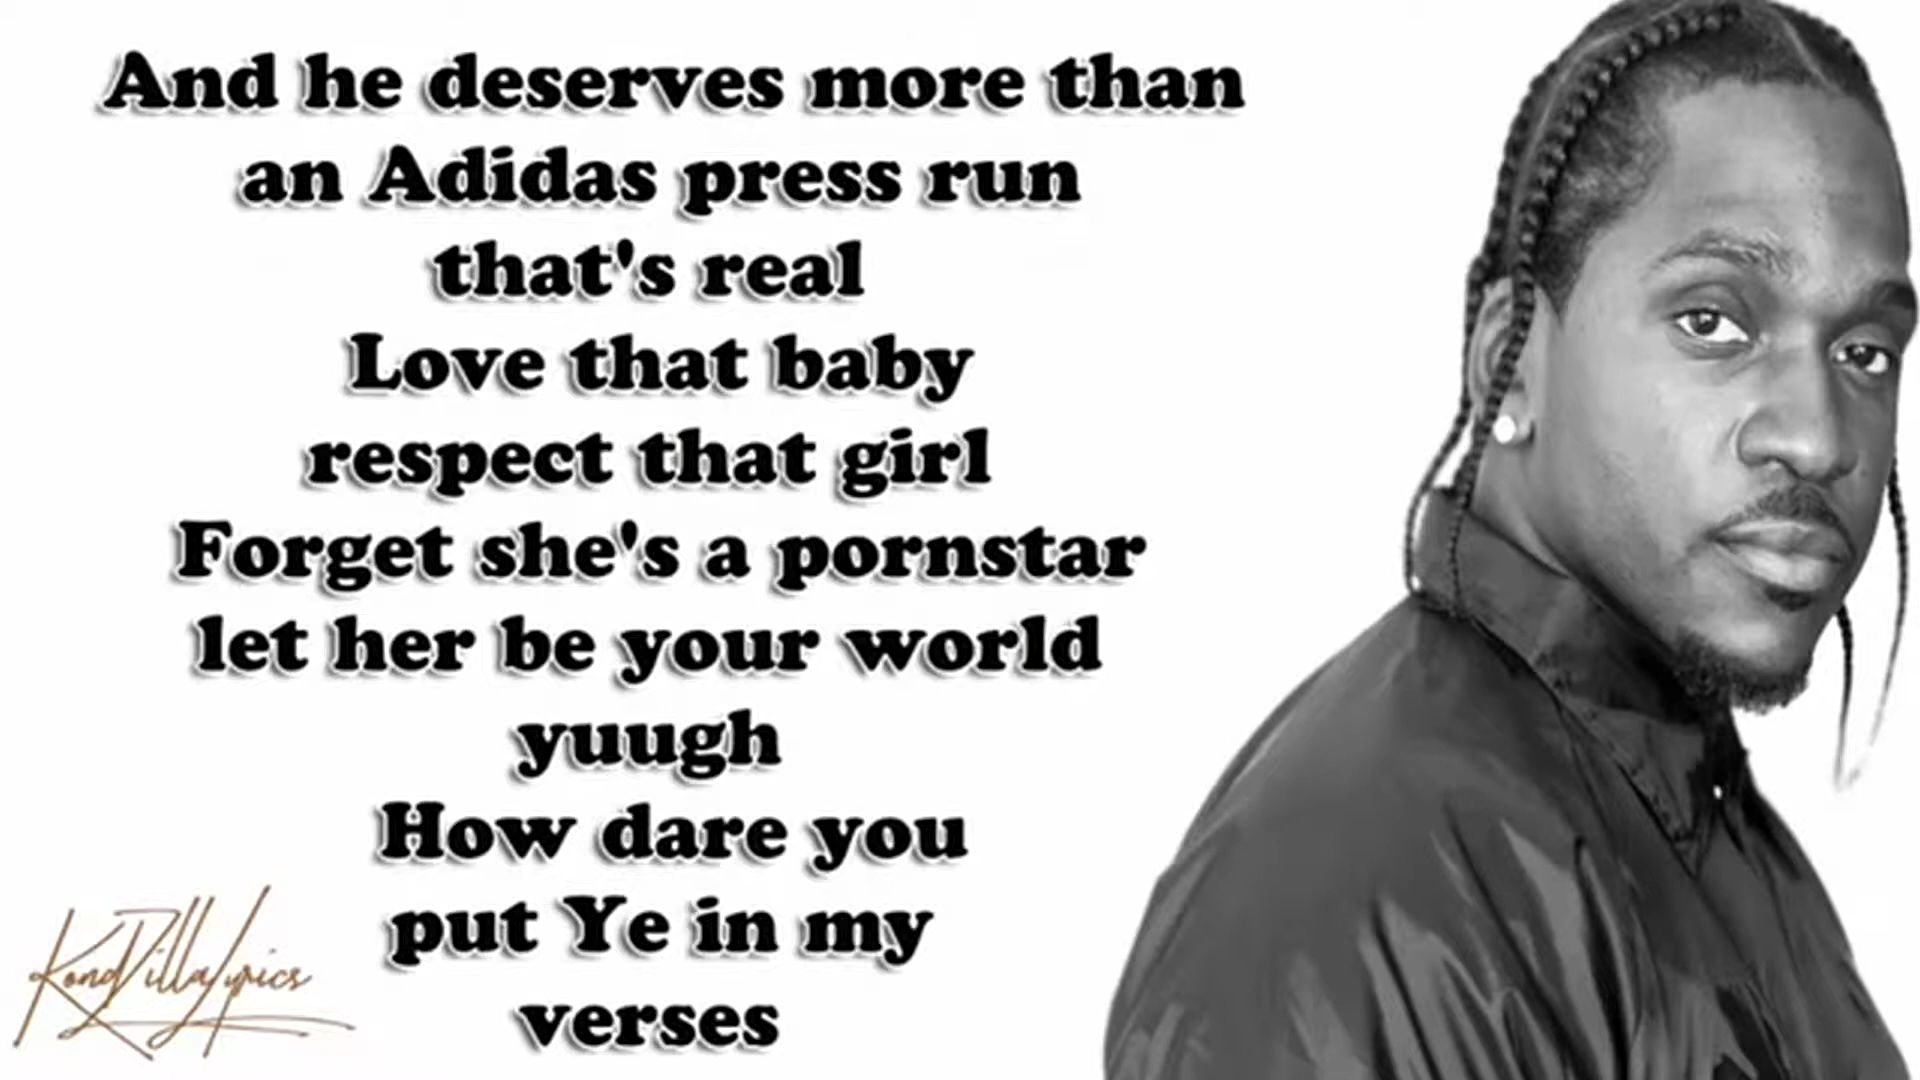 And he deserves more than
an Adidas press run
that's real
Love that baby
respect that girl
Forget she's a pornstar
let her be your world
yuugh
How dare you
put Ye in my
verses
KondZillaLyrics